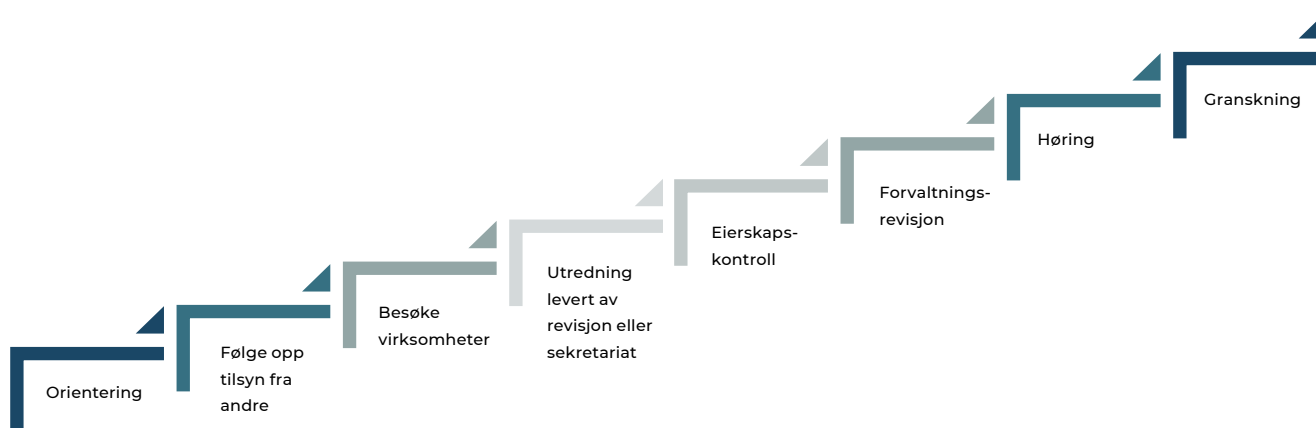 Orientering
Følge opp
tilsyn fra
andre
Besøke
virksomheter
Utredning
levert av
revisjon eller
sekretariat
Eierskaps-
kontroll
Forvaltnings-
revisjon
Høring
Granskning